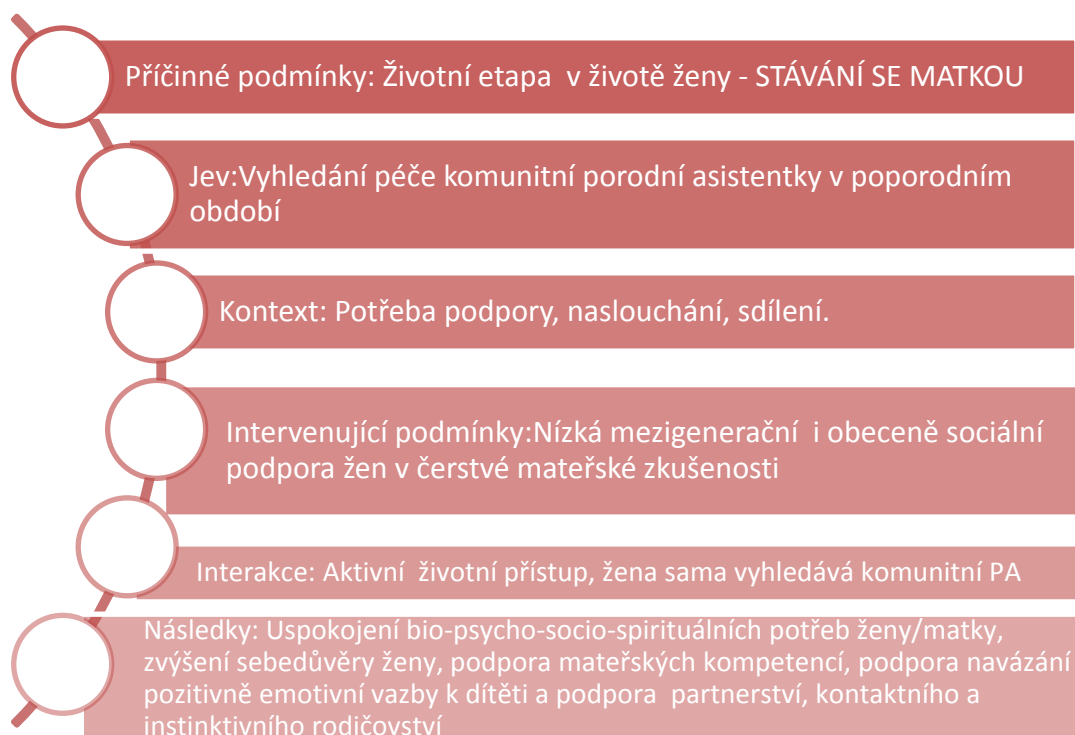 Příčinné podmínky: Životní etapa  v životě ženy - STÁVÁNÍ SE MATKOU
Jev:Vyhledání péče komunitní porodní asistentky v poporodním
období
Kontext: Potřeba podpory, naslouchání, sdílení.
Intervenující podmínky:Nízká mezigenerační  i obeceně sociální
podpora žen v čerstvé mateřské zkušenosti
Interakce: Aktivní  životní přístup, žena sama vyhledává komunitní PA
Následky: Uspokojení bio-psycho-socio-spirituálních potřeb ženy/matky,
zvýšení sebedůvěry ženy, podpora mateřských kompetencí, podpora navázání
pozitivně emotivní vazby k dítěti a podpora  partnerství, kontaktního a
instinktivního rodičovství